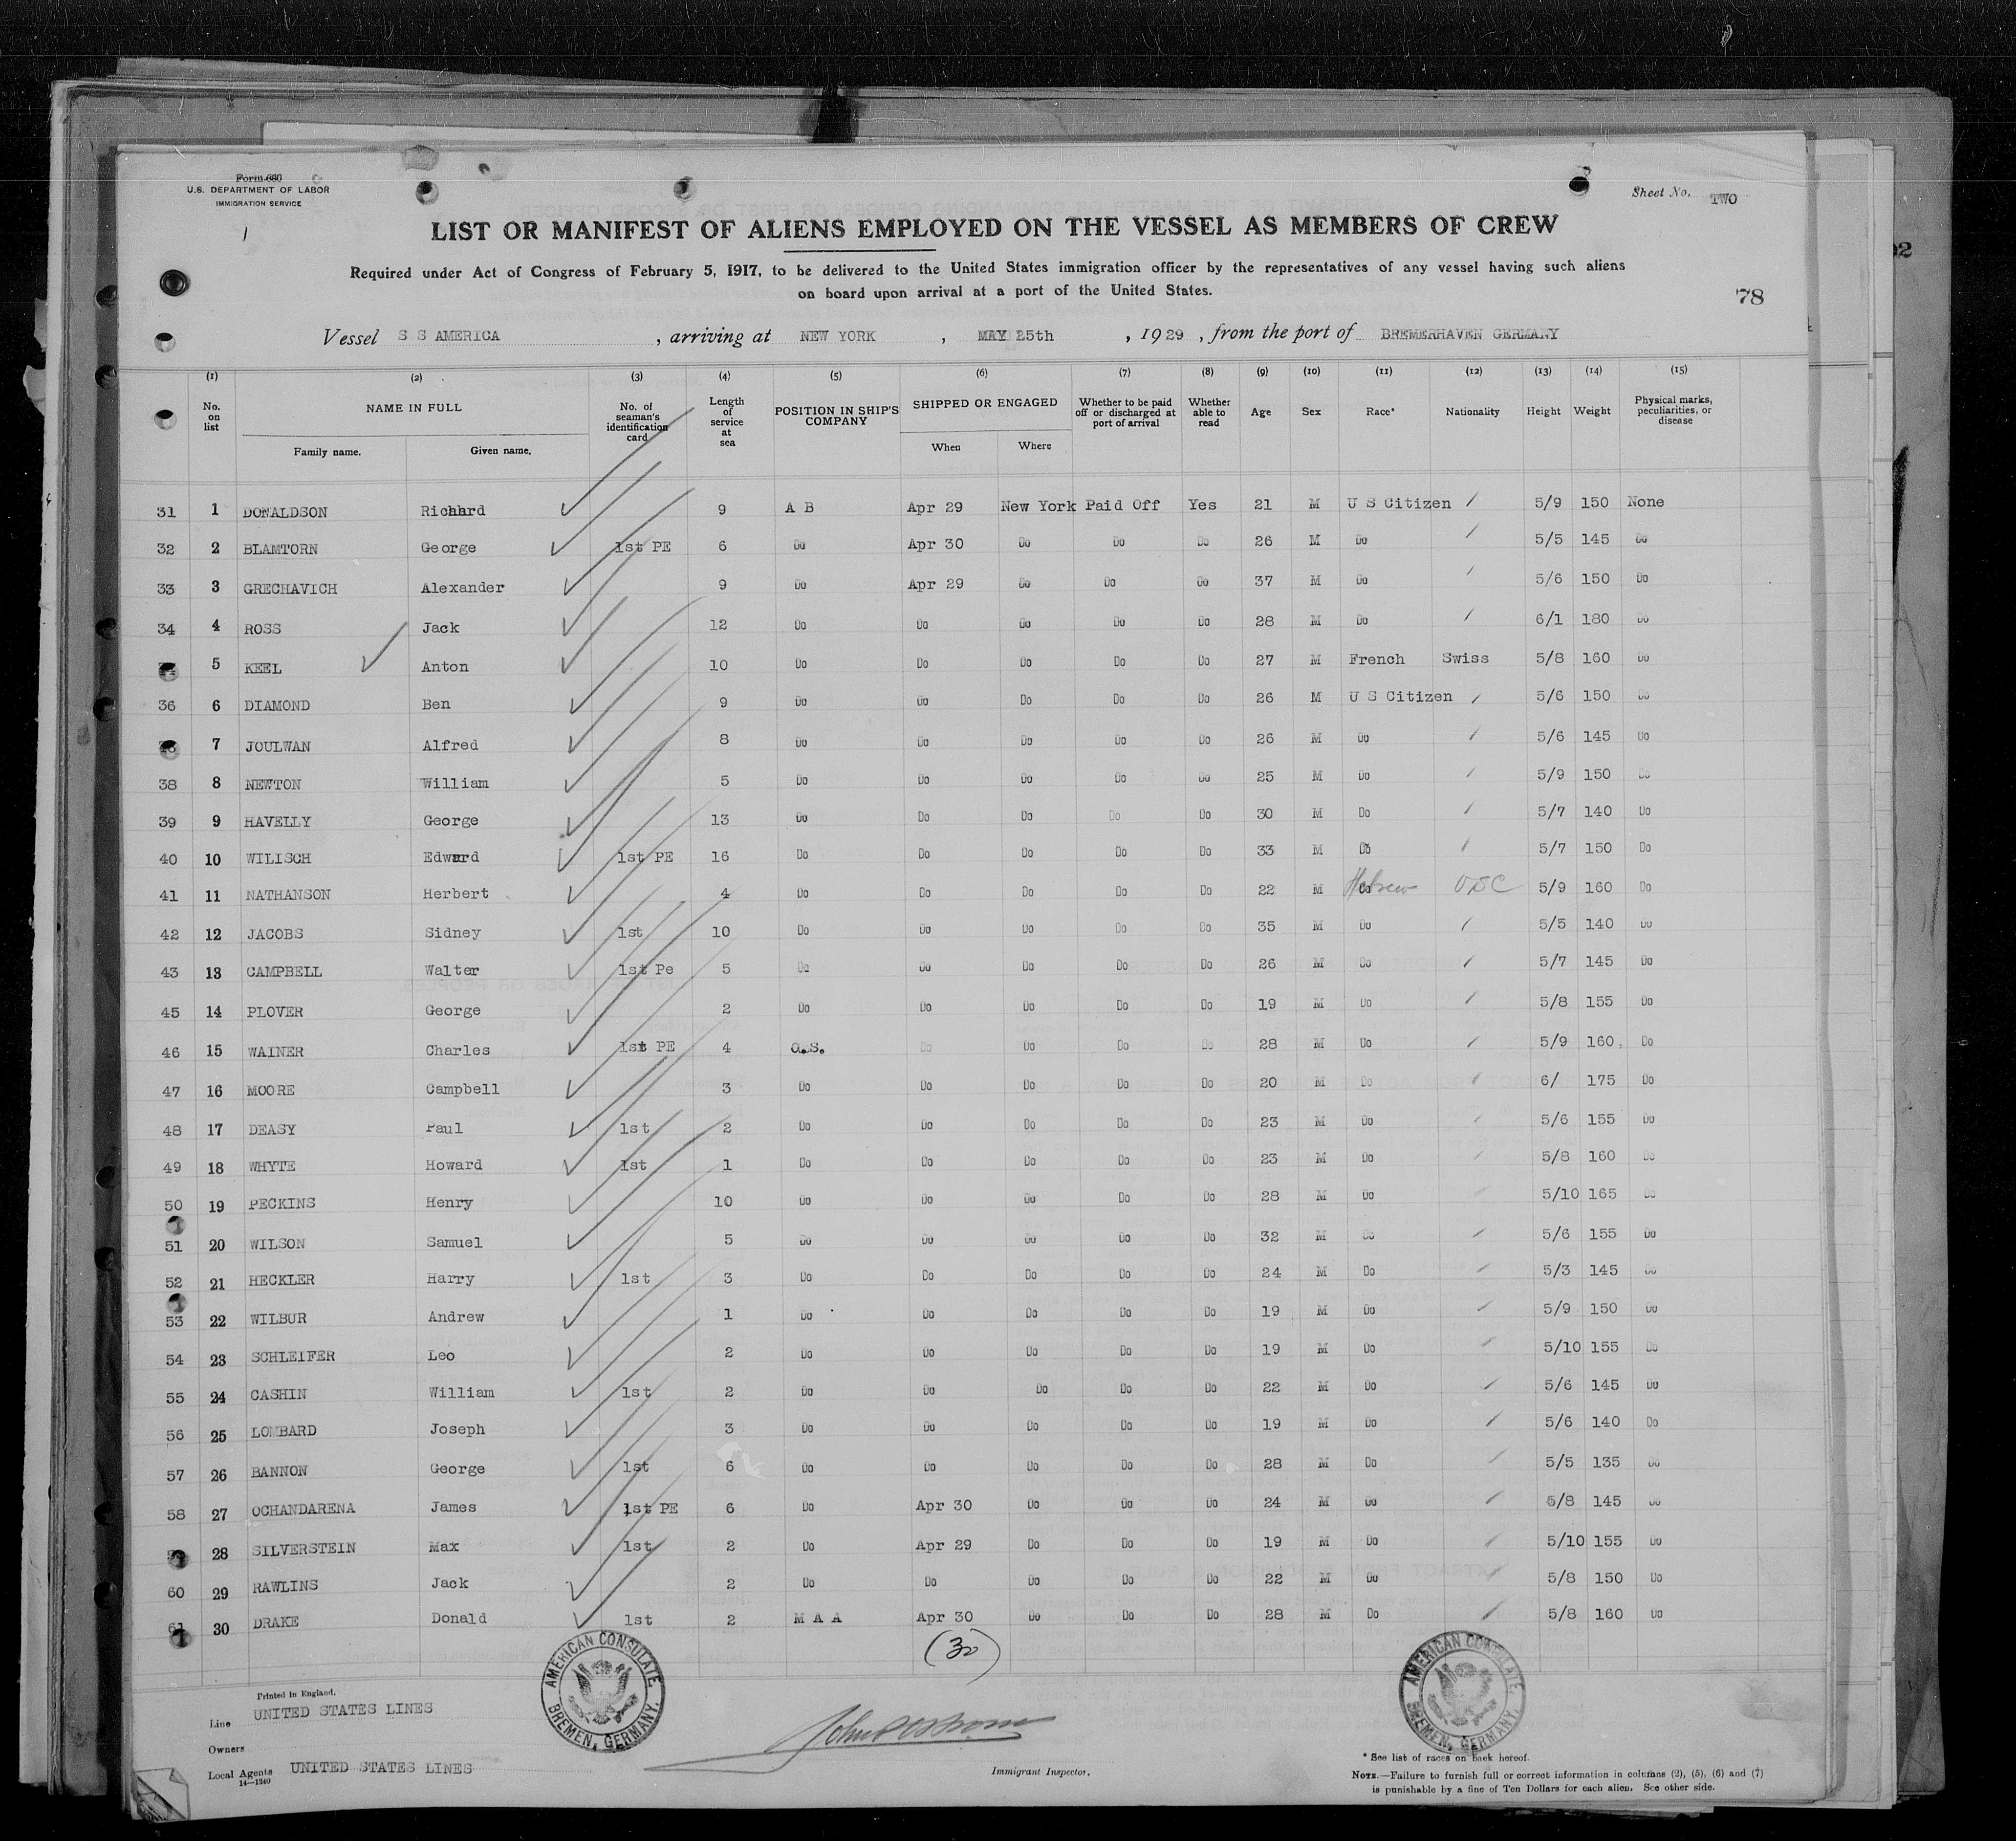 Form 680
U.S. DEPARTMENT OF LABOR
IMMIGRATION SERVICE
Sheet No. TWO
LIST OR MANIFEST OF ALIENS EMPLOYED ON THE VESSEL AS MEMBERS OF CREW
Required under Act of Congress of February 5, 1917, to be delivered to the United States immigration officer by the representatives of any vessel having such aliens
on board upon arrival at a port of the United States.
78
Vessel S S AMERICA, arriving at NEW YORK, MAY 25th, 1929, from the port of BREMERHAVEN GERMANY
(1) (2) (3) (4) (5) (6) (7) (8) (9) (10) (11) (12) (13) (14) (15)
No. on list NAME IN FULL Family name. Given name. No. of seaman's identification card Length of service at sea POSITION IN SHIP'S COMPANY SHIPPED OR ENGAGED When Where Whether to be paid off or discharged at port of arrival Whether able to read Age Sex Race* Nationality Height Weight Physical marks, peculiarities, or disease
31 1 DONALDSON Richard 9 A B Apr 29 New York Paid Off Yes 21 M U S Citizen 5/9 150 None
32 2 BLAMTORN George 1st PE 6 Do Apr 30 Do Do Do 26 M Do 5/5 145 Do
33 3 GRECHAVICH Alexander 9 Do Apr 29 Do Do Do 37 M Do 5/6 150 Do
34 4 ROSS Jack 12 Do Do Do Do Do 28 M Do 6/1 180 Do
5 KEEL Anton 10 Do Do Do Do Do 27 M French Swiss 5/8 160 Do
36 6 DIAMOND Ben 9 Do Do Do Do Do 26 M U S Citizen 5/6 150 Do
7 JOULWAN Alfred 8 Do Do Do Do Do 26 M Do 5/6 145 Do
38 8 NEWTON William 5 Do Do Do Do Do 25 M Do 5/9 150 Do
39 9 HAVELLY George 13 Do Do Do Do Do 30 M Do 5/7 140 Do
40 10 WILISCH Edward 1st PE 16 Do Do Do Do Do 33 M Do 5/7 150 Do
41 11 NATHANSON Herbert 4 Do Do Do Do Do 22 M Hebrew USC 5/9 160 Do
42 12 JACOBS Sidney 1st 10 Do Do Do Do Do 35 M Do 5/5 140 Do
43 13 CAMPBELL Walter 1st Pe 5 Do Do Do Do Do 26 M Do 5/7 145 Do
45 14 PLOVER George 2 Do Do Do Do Do 19 M Do 5/8 155 Do
46 15 WAINER Charles 1st PE 4 O.S. Do Do Do Do 28 M Do 5/9 160 Do
47 16 MOORE Campbell 3 Do Do Do Do Do 20 M Do 6/ 175 Do
48 17 DEASY Paul 1st 2 Do Do Do Do Do 23 M Do 5/6 155 Do
49 18 WHYTE Howard 1st 1 Do Do Do Do Do 23 M Do 5/8 160 Do
50 19 PECKINS Henry 10 Do Do Do Do Do 28 M Do 5/10 165 Do
51 20 WILSON Samuel 5 Do Do Do Do Do 32 M Do 5/6 155 Do
52 21 HECKLER Harry 1st 3 Do Do Do Do Do 24 M Do 5/3 145 Do
53 22 WILBUR Andrew 1 Do Do Do Do Do 19 M Do 5/9 150 Do
54 23 SCHLEIFER Leo 2 Do Do Do Do Do 19 M Do 5/10 155 Do
55 24 CASHIN William 1st 2 Do Do Do Do Do 22 M Do 5/6 145 Do
56 25 LOMBARD Joseph 3 Do Do Do Do Do 19 M Do 5/6 140 Do
57 26 BANNON George 1st 6 Do Do Do Do Do 28 M Do 5/5 135 Do
58 27 OCHANDARENA James 1st PE 6 Do Apr 30 Do Do Do 24 M Do 5/8 145 Do
28 SILVERSTEIN Max 1st 2 Do Apr 29 Do Do Do 19 M Do 5/10 155 Do
60 29 RAWLINS Jack 2 Do Do Do Do Do 22 M Do 5/8 150 Do
61 30 DRAKE Donald 1st 2 M A A Apr 30 Do Do Do 28 M Do 5/8 160 Do
(30)
AMERICAN CONSULATE BREMEN, GERMANY.
AMERICAN CONSULATE BREMEN, GERMANY.
Printed in England.
Line UNITED STATES LINES
Owners
Local Agents UNITED STATES LINES
14—1240
Immigrant Inspector.
* See list of races on back hereof.
NOTE.—Failure to furnish full or correct information in columns (2), (5), (6) and (7)
is punishable by a fine of Ten Dollars for each alien. See other side.